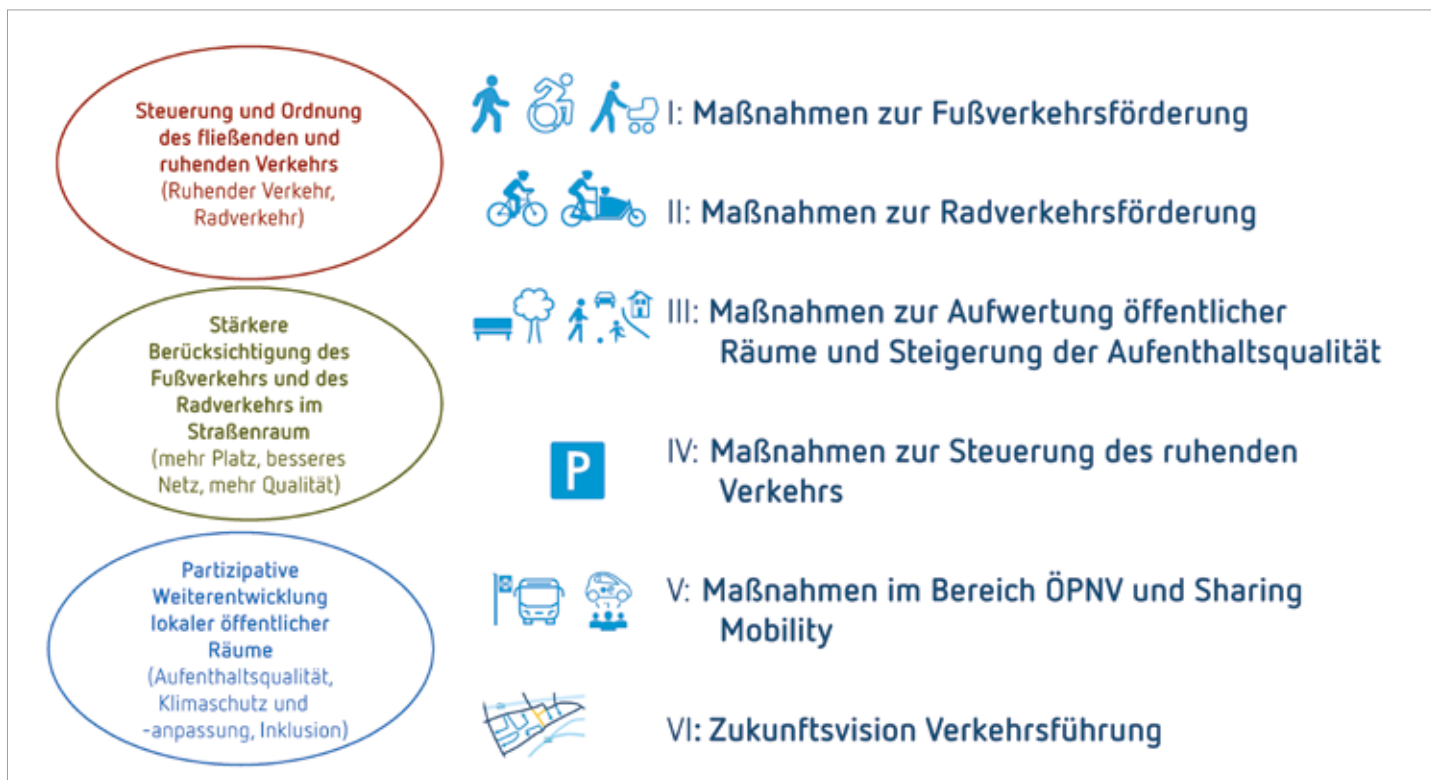 Steuerung und Ordnung
des fließenden und
ruhenden Verkehrs
(Ruhender Verkehr,
Radverkehr)
Stärkere
Berücksichtigung des
Fußverkehrs und des
Radverkehrs im
Straßenraum
(mehr Platz, besseres
Netz, mehr Qualität)
Partizipative
Weiterentwicklung
lokaler öffentlicher
Räume
(Aufenthaltsqualität,
Klimaschutz und
-anpassung, Inklusion)
I: Maßnahmen zur Fußverkehrsförderung
II: Maßnahmen zur Radverkehrsförderung
III: Maßnahmen zur Aufwertung öffentlicher
Räume und Steigerung der Aufenthaltsqualität
P
IV: Maßnahmen zur Steuerung des ruhenden
Verkehrs
V: Maßnahmen im Bereich ÖPNV und Sharing
Mobility
VI: Zukunftsvision Verkehrsführung